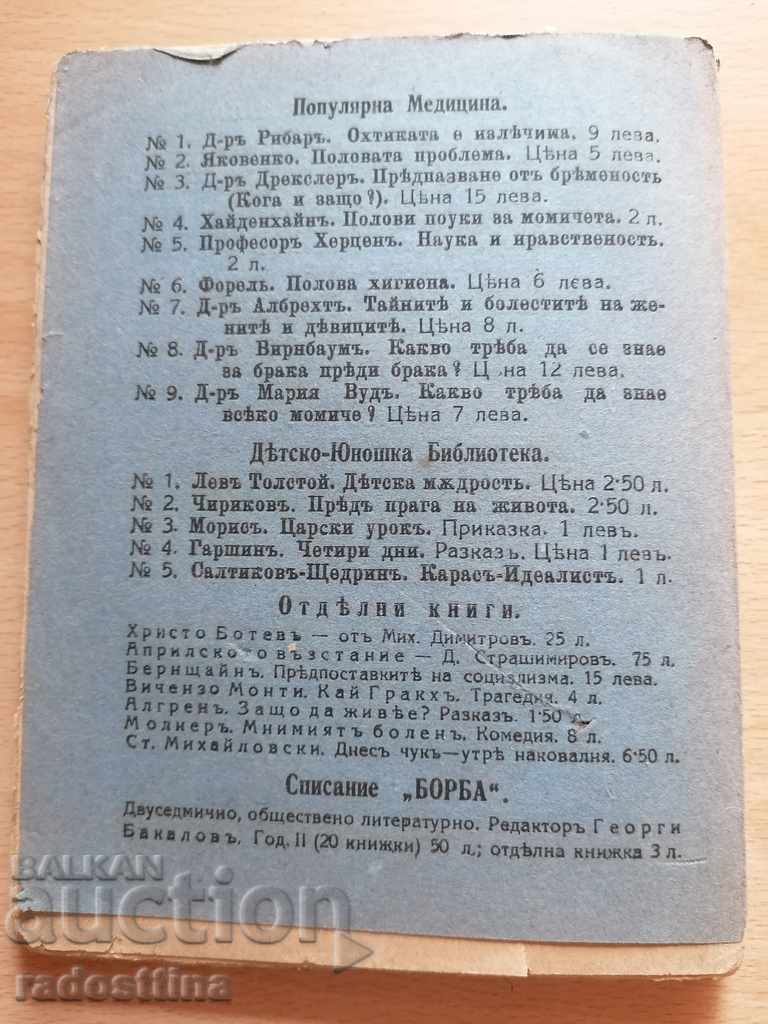 Популярна Медицина.
№ 1. Д-ръ Рибаръ. Охтиката е излѣчима. 9 лева.
№ 2. Яковенко. Половата проблема. Цѣна 5 лева.
№ 3. Д-ръ Дрекслеръ. Прѣдпазване отъ брѣменость
(Кога и защо?). Цѣна 15 лева.
№ 4. Хайденхайнъ. Полови поуки за момичета. 2 л.
№ 5. Професоръ Херценъ. Наука и нравственость.
2 л.
№ 6. Форель. Полова хигиена. Цѣна 6 лева.
№ 7. Д-ръ Албрехтъ. Тайнитѣ и болеститѣ на же-
нитѣ и дѣвицитѣ. Цѣна 8 л.
№ 8. Д-ръ Вирнбаумъ. Какво трѣба да се знае
за брака прѣди брака? Ц на 12 лева.
№ 9. Д-ръ Мария Вудъ. Какво трѣба да знае
всѣко момиче? Цѣна 7 лева.
Дѣтско-Юношка Библиотека.
№ 1. Левъ Толстой. Дѣтска мѫдрость. Цѣна 2·50 л.
№ 2. Чириковъ. Прѣдъ прага на живота. 2·50 л.
№ 3. Морисъ. Царски урокъ. Приказка. 1 левъ.
№ 4. Гаршинъ. Четири дни. Разказъ. Цѣна 1 левъ.
№ 5. Салтиковъ-Щедринъ. Карасъ-Идеалистъ. 1 л.
Отдѣлни книги.
Христо Ботевъ — отъ Мих. Димитровъ. 25 л.
Априлското възстание — Д. Страшимировъ. 75 л.
Бернщайнъ. Предпоставкитѣ на социализма. 15 лева.
Вичензо Монти. Кай Гракхъ. Трагедия. 4 л.
Алгренъ. Защо да живѣе? Разказъ. 1·50 л.
Молиеръ. Мнимиятъ боленъ. Комедия. 8 л.
Ст. Михайловски. Днесъ чукъ—утрѣ наковалня. 6·50 л.
Списание „БОРБА“.
Двуседмично, обществено литературно. Редакторъ Георги
Бакаловъ. Год. II (20 книжки) 50 л.; отдѣлна книжка 3 л.
BALKAN
auction
radosttina